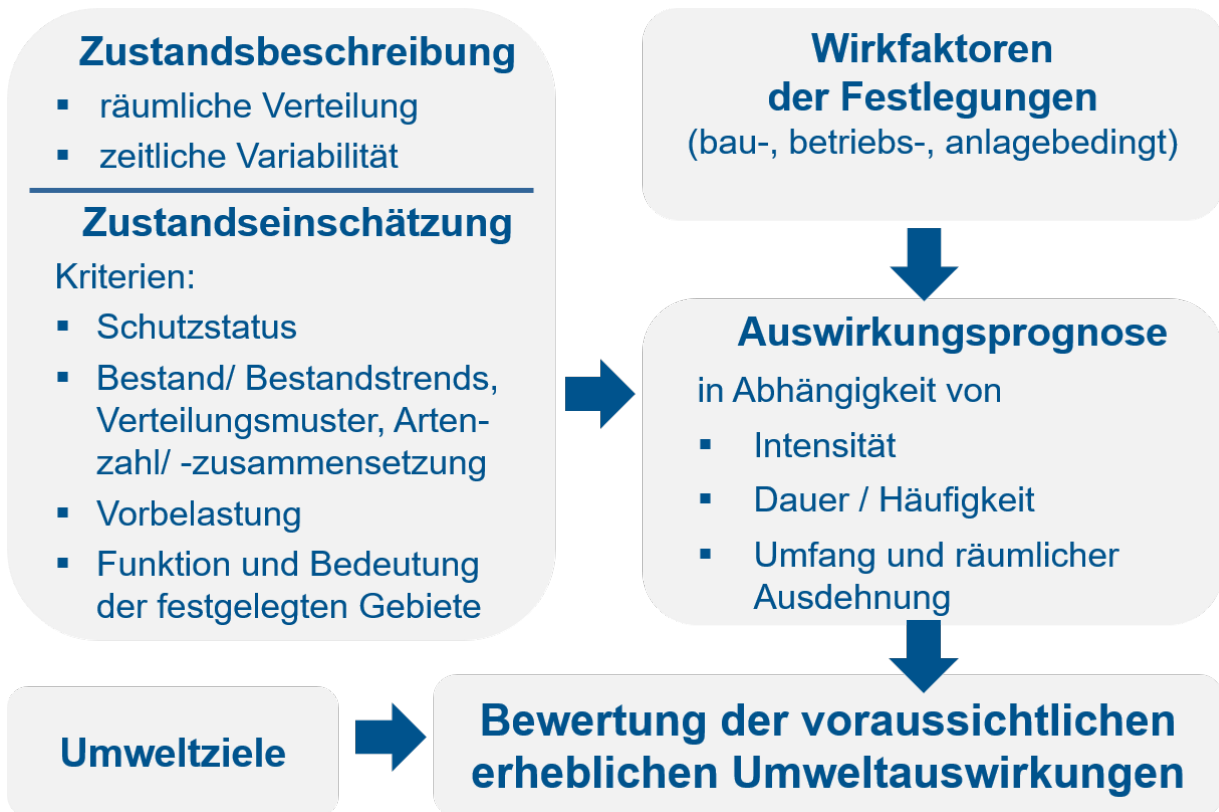 Zustandsbeschreibung
▪ räumliche Verteilung
▪ zeitliche Variabilität
Zustandseinschätzung
Kriterien:
▪ Schutzstatus
▪ Bestand/ Bestandstrends,
Verteilungsmuster, Arten-
zahl/ -zusammensetzung
▪ Vorbelastung
▪ Funktion und Bedeutung
der festgelegten Gebiete
Wirkfaktoren
der Festlegungen
(bau-, betriebs-, anlagebedingt)
Auswirkungsprognose
in Abhängigkeit von
▪ Intensität
▪ Dauer / Häufigkeit
▪ Umfang und räumlicher
Ausdehnung
Umweltziele
Bewertung der voraussichtlichen
erheblichen Umweltauswirkungen